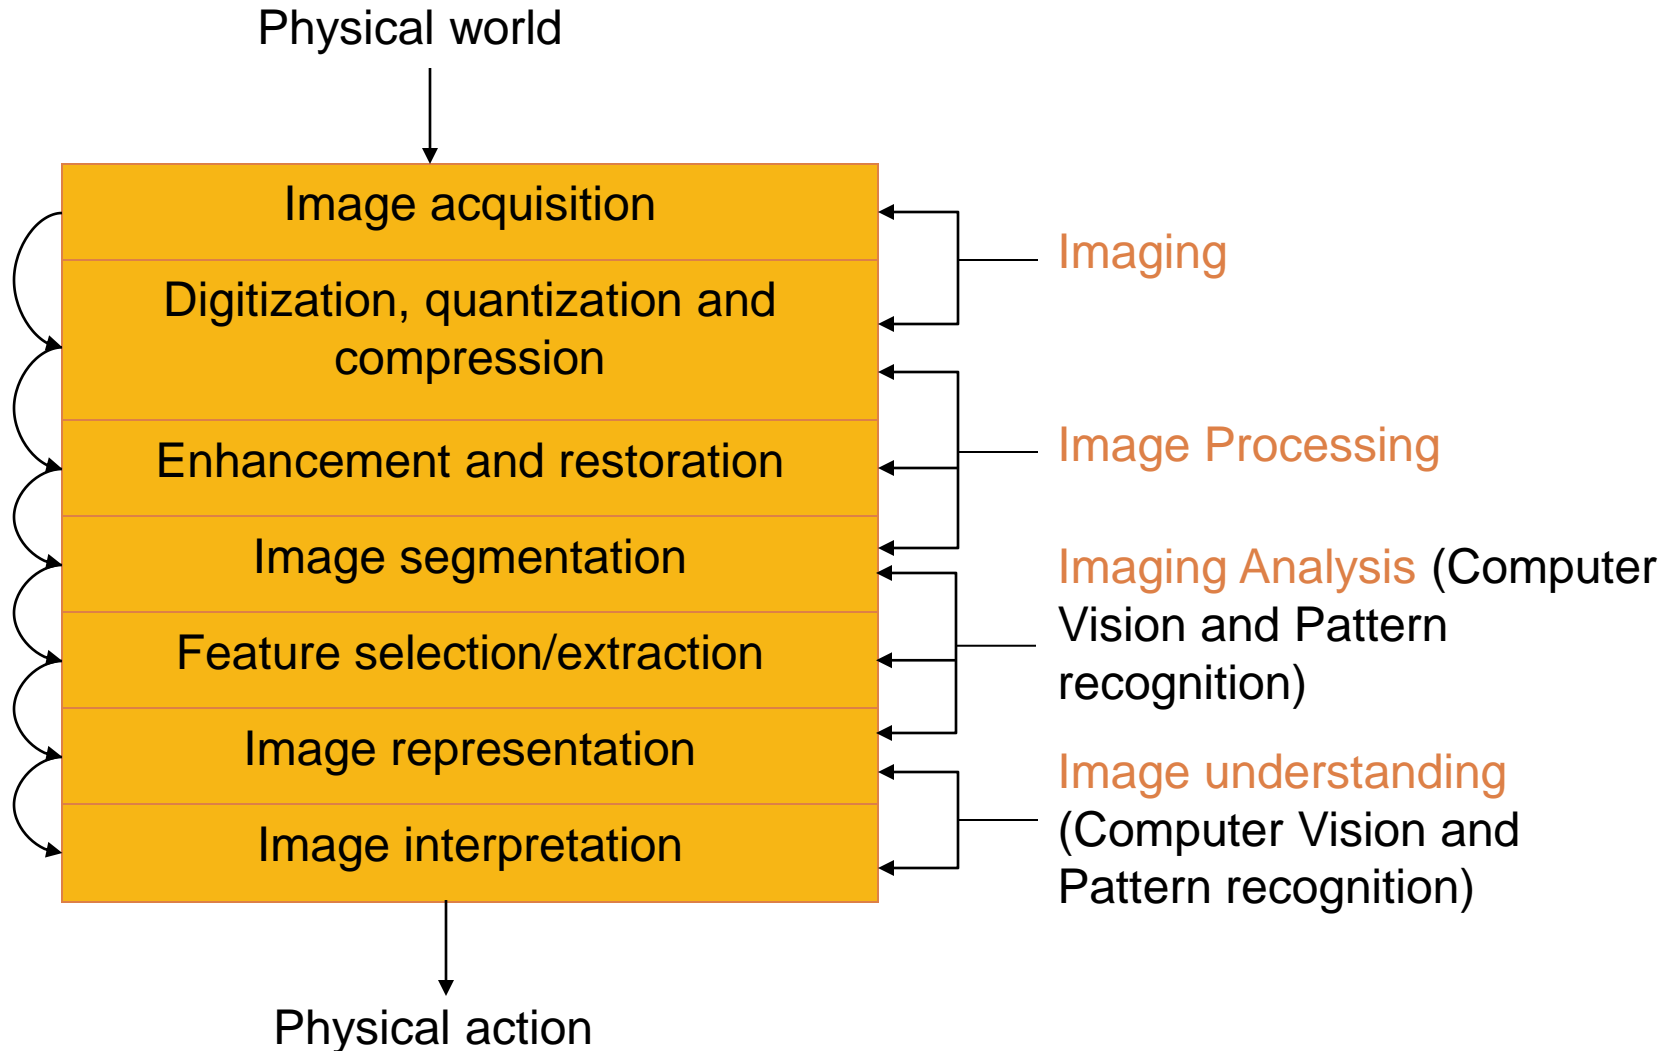 Physical world
Image acquisition
Digitization, quantization and
compression
Enhancement and restoration
Image segmentation
Feature selection/extraction
Image representation
Image interpretation
Physical action
Imaging
Image Processing
Imaging Analysis (Computer
Vision and Pattern
recognition)
Image understanding
(Computer Vision and
Pattern recognition)